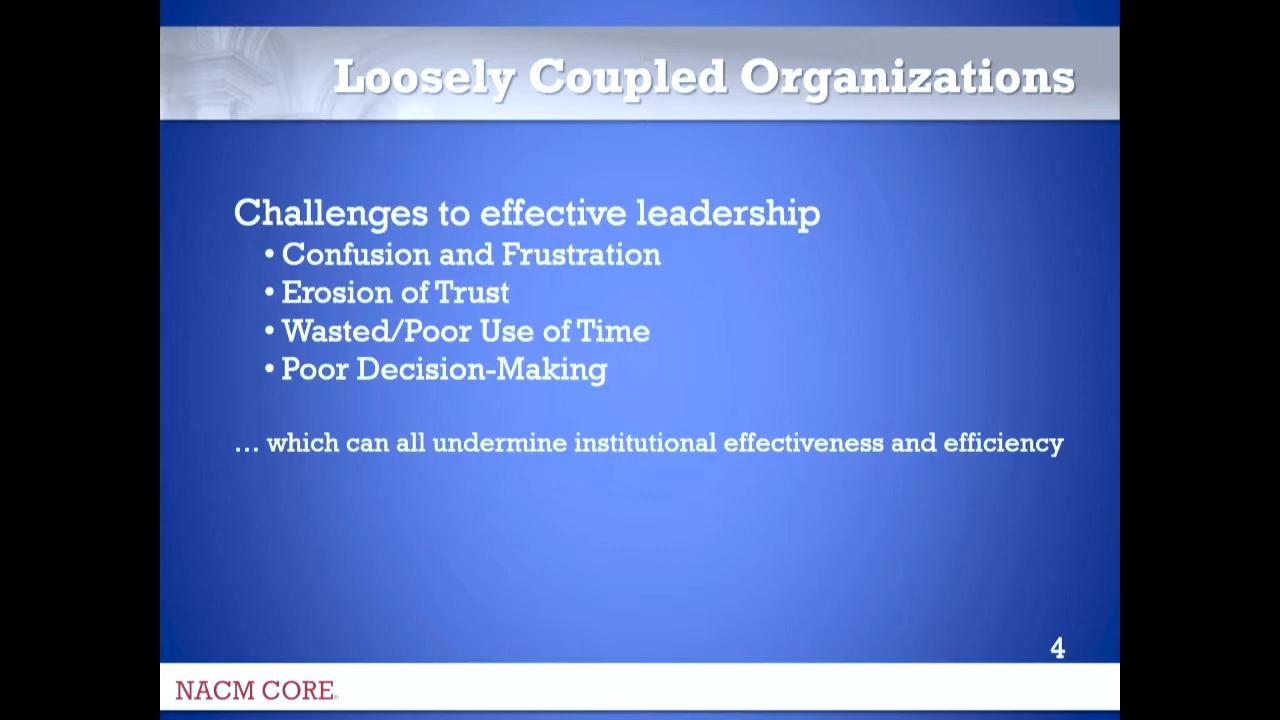 Loosely Coupled Organizations
Challenges to effective leadership
• Confusion and Frustration
• Erosion of Trust
• Wasted/Poor Use of Time
• Poor Decision-Making
... which can all undermine institutional effectiveness and efficiency
4
NACM CORE®